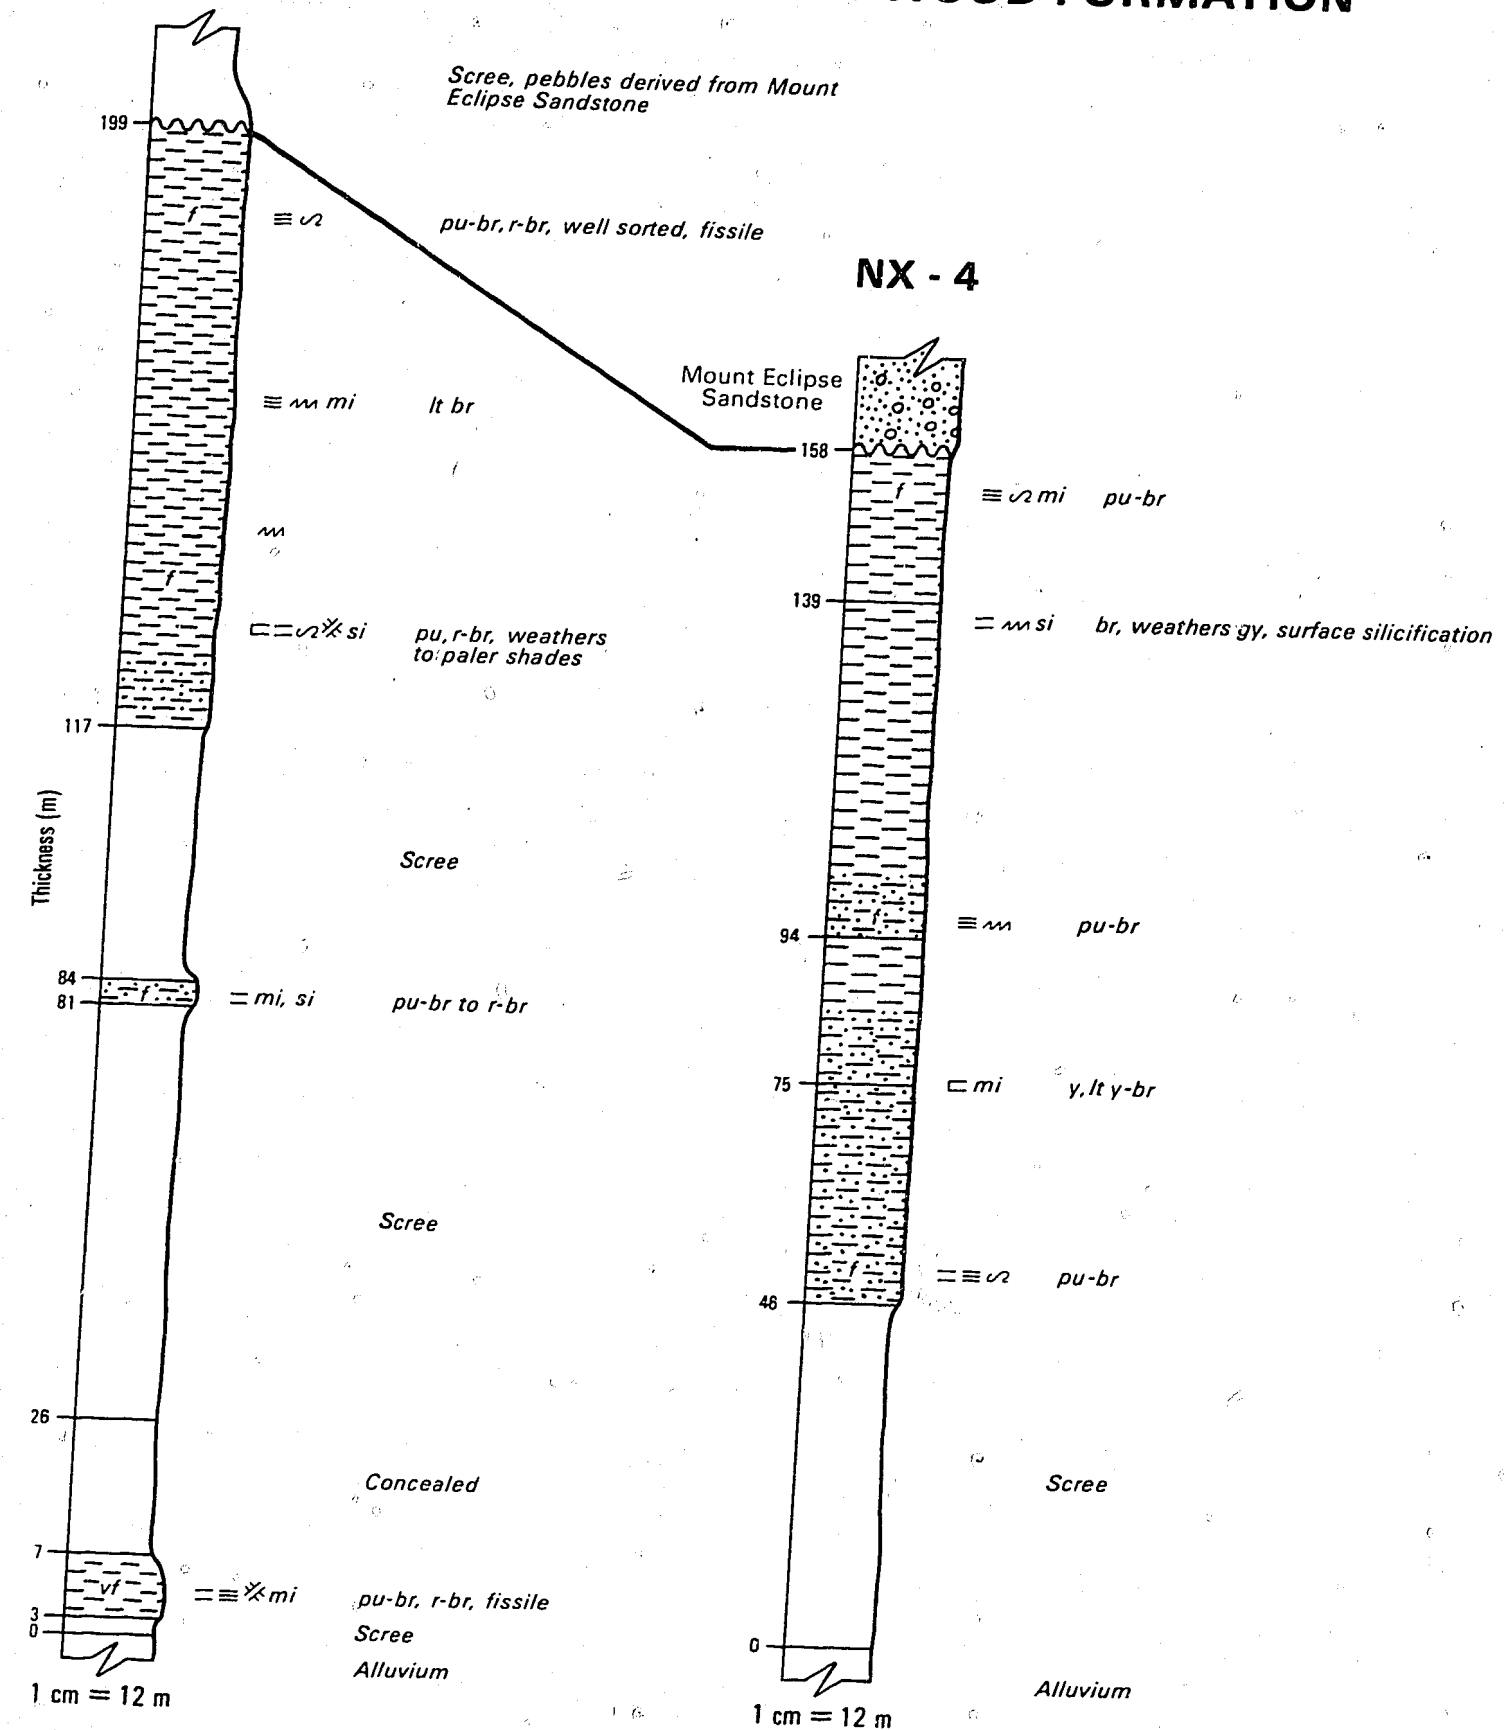 WOOD FORMATION
Scree, pebbles derived from Mount
Eclipse Sandstone
199
f
pu-br, r-br, well sorted, fissile
mi
lt br
f
pu, r-br, weathers
to paler shades
si
117
Thickness (m)
Scree
84
81
f
mi, si
pu-br to r-br
Scree
26
Concealed
7
vf
mi
pu-br, r-br, fissile
3
Scree
0
Alluvium
1 cm = 12 m
NX - 4
Mount Eclipse
Sandstone
158
f
mi
pu-br
139
si
br, weathers gy, surface silicification
f
pu-br
94
75
mi
y, lt y-br
f
pu-br
46
Scree
0
Alluvium
1 cm = 12 m